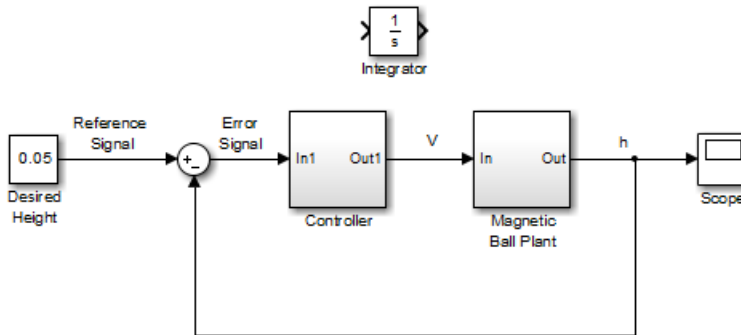 1
s
Integrator
Reference
Signal
Error
Signal
0.05
+
−
In1
Out1
V
In
Out
h
Desired
Height
Controller
Magnetic
Ball Plant
Scope